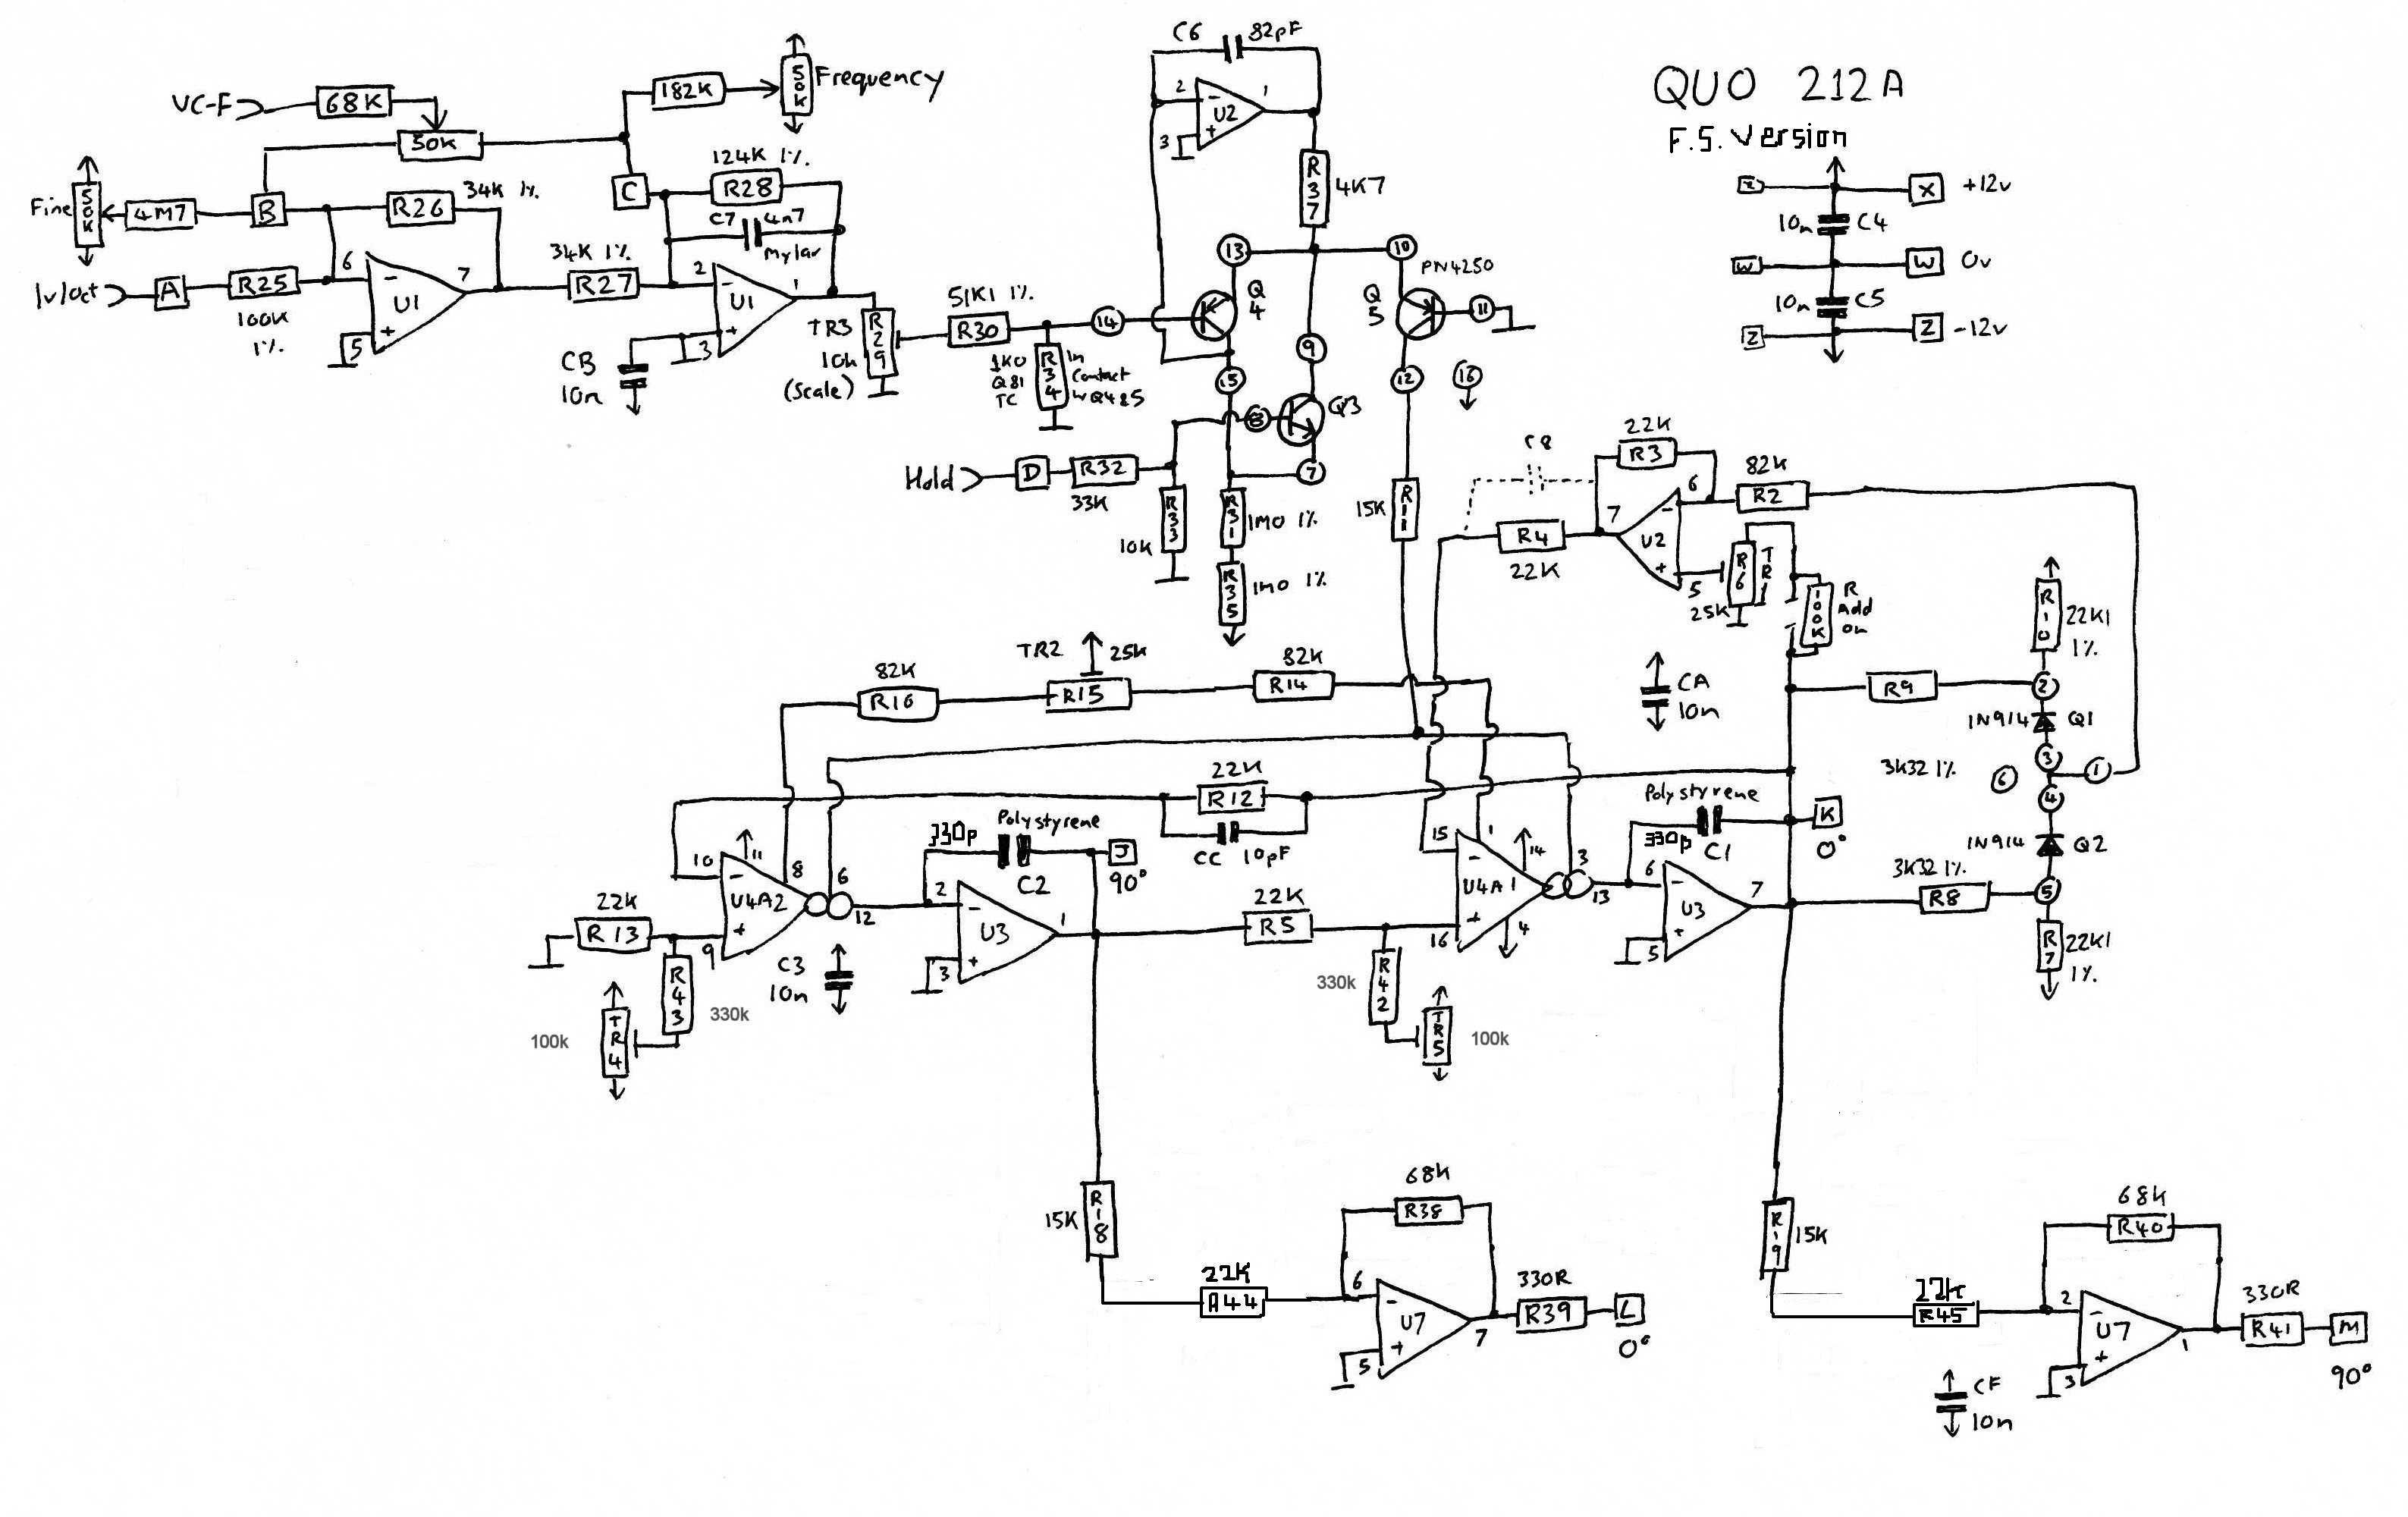 QUO 212A
F.S. Version
VC-F
68K
50K
182K
50K
Frequency
Fine
50K
4M7
B
R26
34K 1%
C
124K 1%
R28
C7
4n7
Mylar
1v/oct
A
R25
100K
1%
6
7
-
+
U1
5
34K 1%
R27
2
1
-
+
U1
3
CB
10n
TR3
R29
10k
(Scale)
51K1 1%
R30
14
1K0
Q81
TC
R34
In
Contact
W Q4&5
C6
82pF
2
1
-
+
U2
3
R37
4K7
13
Q4
15
9
8
Q3
7
10
PN4250
Q5
11
12
16
Hold
D
R32
33K
R33
10K
R31
1M0 1%
R35
1M0 1%
15K
R11
X
X
+12v
10n
C4
W
W
0v
10n
C5
Z
Z
-12v
C8
22K
R3
82K
R2
6
7
-
+
U2
5
R4
22K
R6
TR1
25K
100K
R
Add
on
R10
22K1
1%
CA
10n
R9
2
1N914
Q1
3K32 1%
3
6
1
4
1N914
Q2
3K32 1%
R8
5
R7
22K1
1%
82K
R16
TR2
25K
R15
82K
R14
22K
R12
CC
10pF
10
11
8
6
-
+
U4A2
12
9
22K
R13
R43
330k
TR4
100k
C3
10n
330p
Polystyrene
C2
J
90°
2
1
-
+
U3
3
22K
R5
15
1
14
3
-
+
U4A1
13
16
4
R42
330k
TR5
100k
Polystyrene
330p
C1
K
0°
6
7
-
+
U3
5
15K
R18
22K
R44
68K
R38
6
7
-
+
U7
5
330R
R39
L
0°
R19
15K
22k
R45
68K
R40
2
1
-
+
U7
3
330R
R41
M
90°
CF
10n